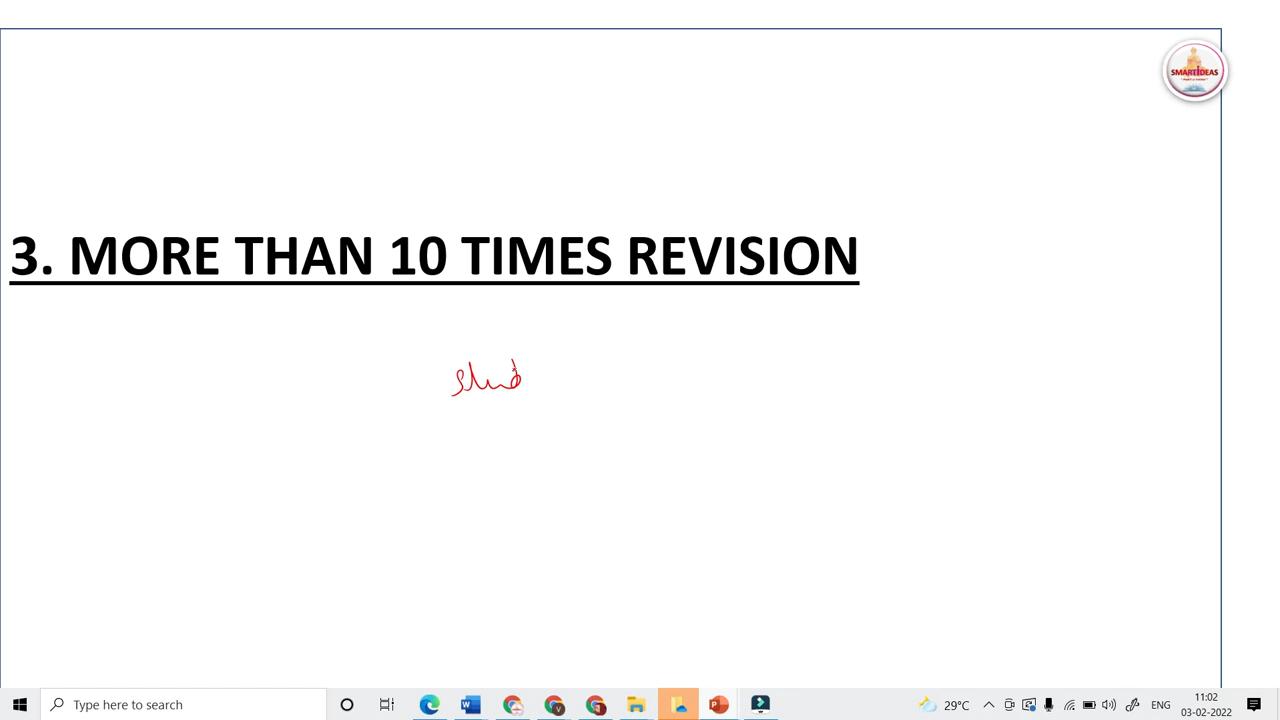 SMARTIDEAS
3. MORE THAN 10 TIMES REVISION
Type here to search
29°C
ENG
11:02
03-02-2022